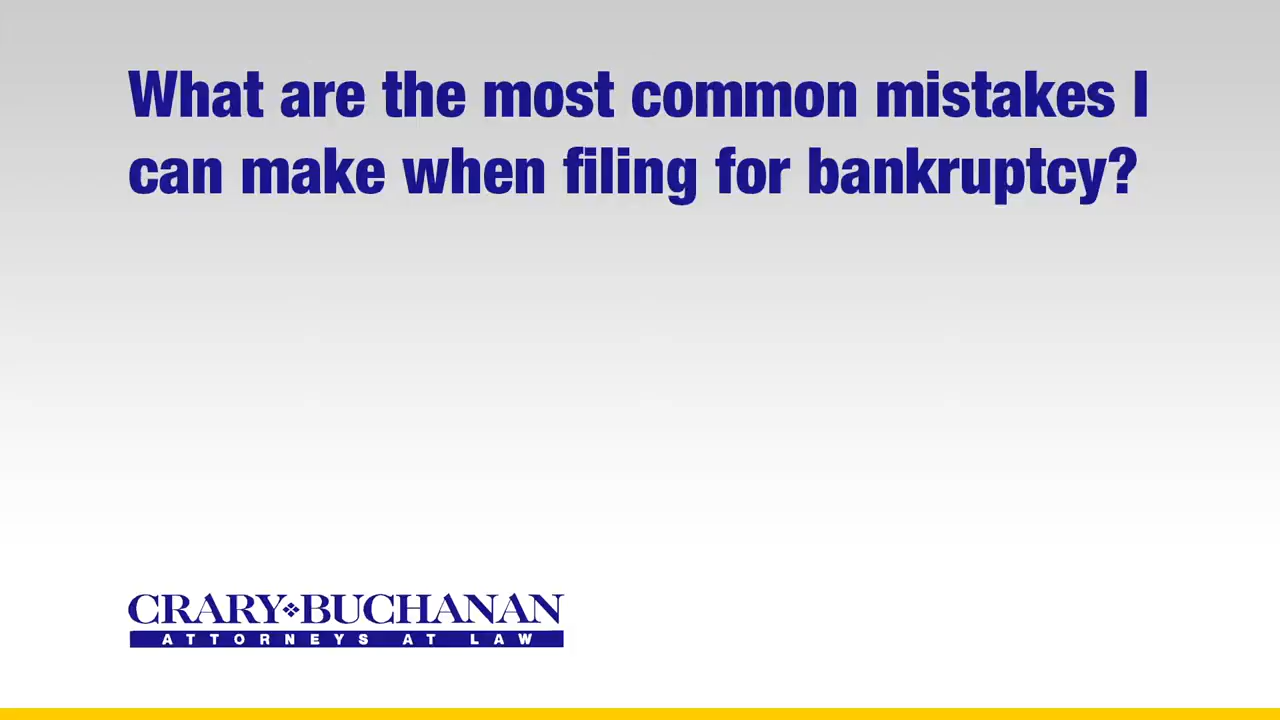 What are the most common mistakes I
can make when filing for bankruptcy?
CRARY BUCHANAN
ATTORNEYS AT LAW